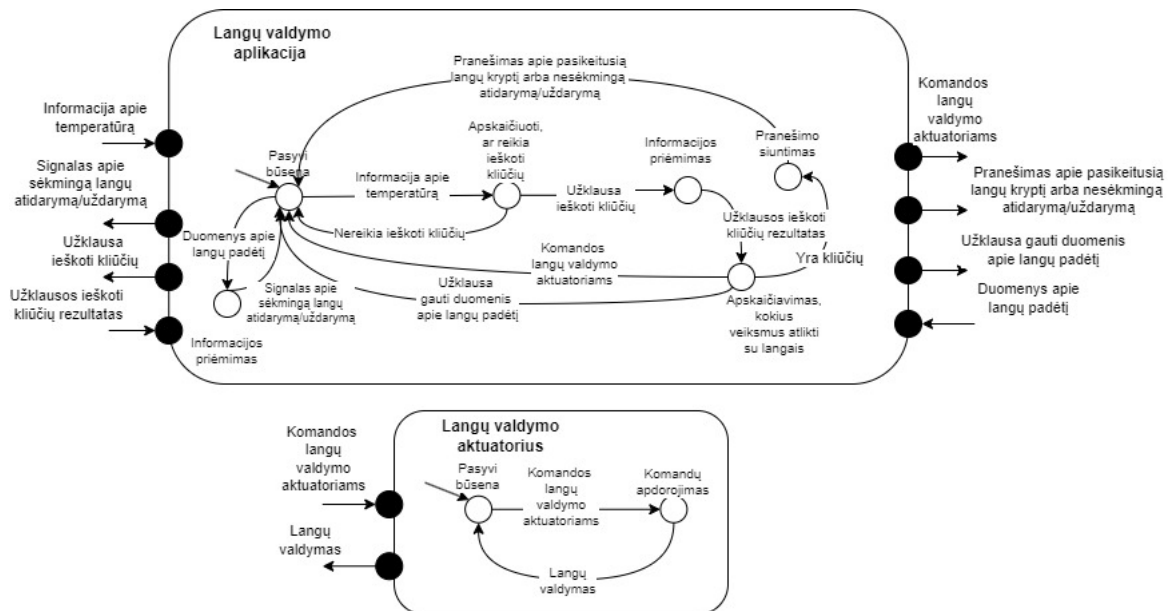 Langų valdymo
aplikacija
Informacija apie
temperatūrą
Signalas apie
sėkmingą langų
atidarymą/uždarymą
Užklausa
ieškoti kliūčių
Užklausos ieškoti
kliūčių rezultatas
Pranešimas apie pasikeitusią
langų kryptį arba nesėkmingą
atidarymą/uždarymą
Pasyvi
būsena
Informacija apie
temperatūrą
Apskaičiuoti,
ar reikia
ieškoti
kliūčių
Užklausa
ieškoti kliūčių
Informacijos
priėmimas
Pranešimo
siuntimas
Nereikia ieškoti kliūčių
Užklausos ieškoti
kliūčių rezultatas
Yra kliūčių
Duomenys apie
langų padėtį
Komandos
langų valdymo
aktuatoriams
Signalas apie
sėkmingą langų
atidarymą/uždarymą
Užklausa
gauti duomenis
apie langų padėtį
Apskaičiavimas,
kokius
veiksmus atlikti
su langais
Informacijos
priėmimas
Komandos
langų
valdymo
aktuatoriams
Pranešimas apie pasikeitusią
langų kryptį arba nesėkmingą
atidarymą/uždarymą
Užklausa gauti duomenis
apie langų padėtį
Duomenys apie
langų padėtį
Langų valdymo
aktuatorius
Komandos
langų
valdymo
aktuatoriams
Langų
valdymas
Pasyvi
būsena
Komandos
langų
valdymo
aktuatoriams
Komandų
apdorojimas
Langų
valdymas